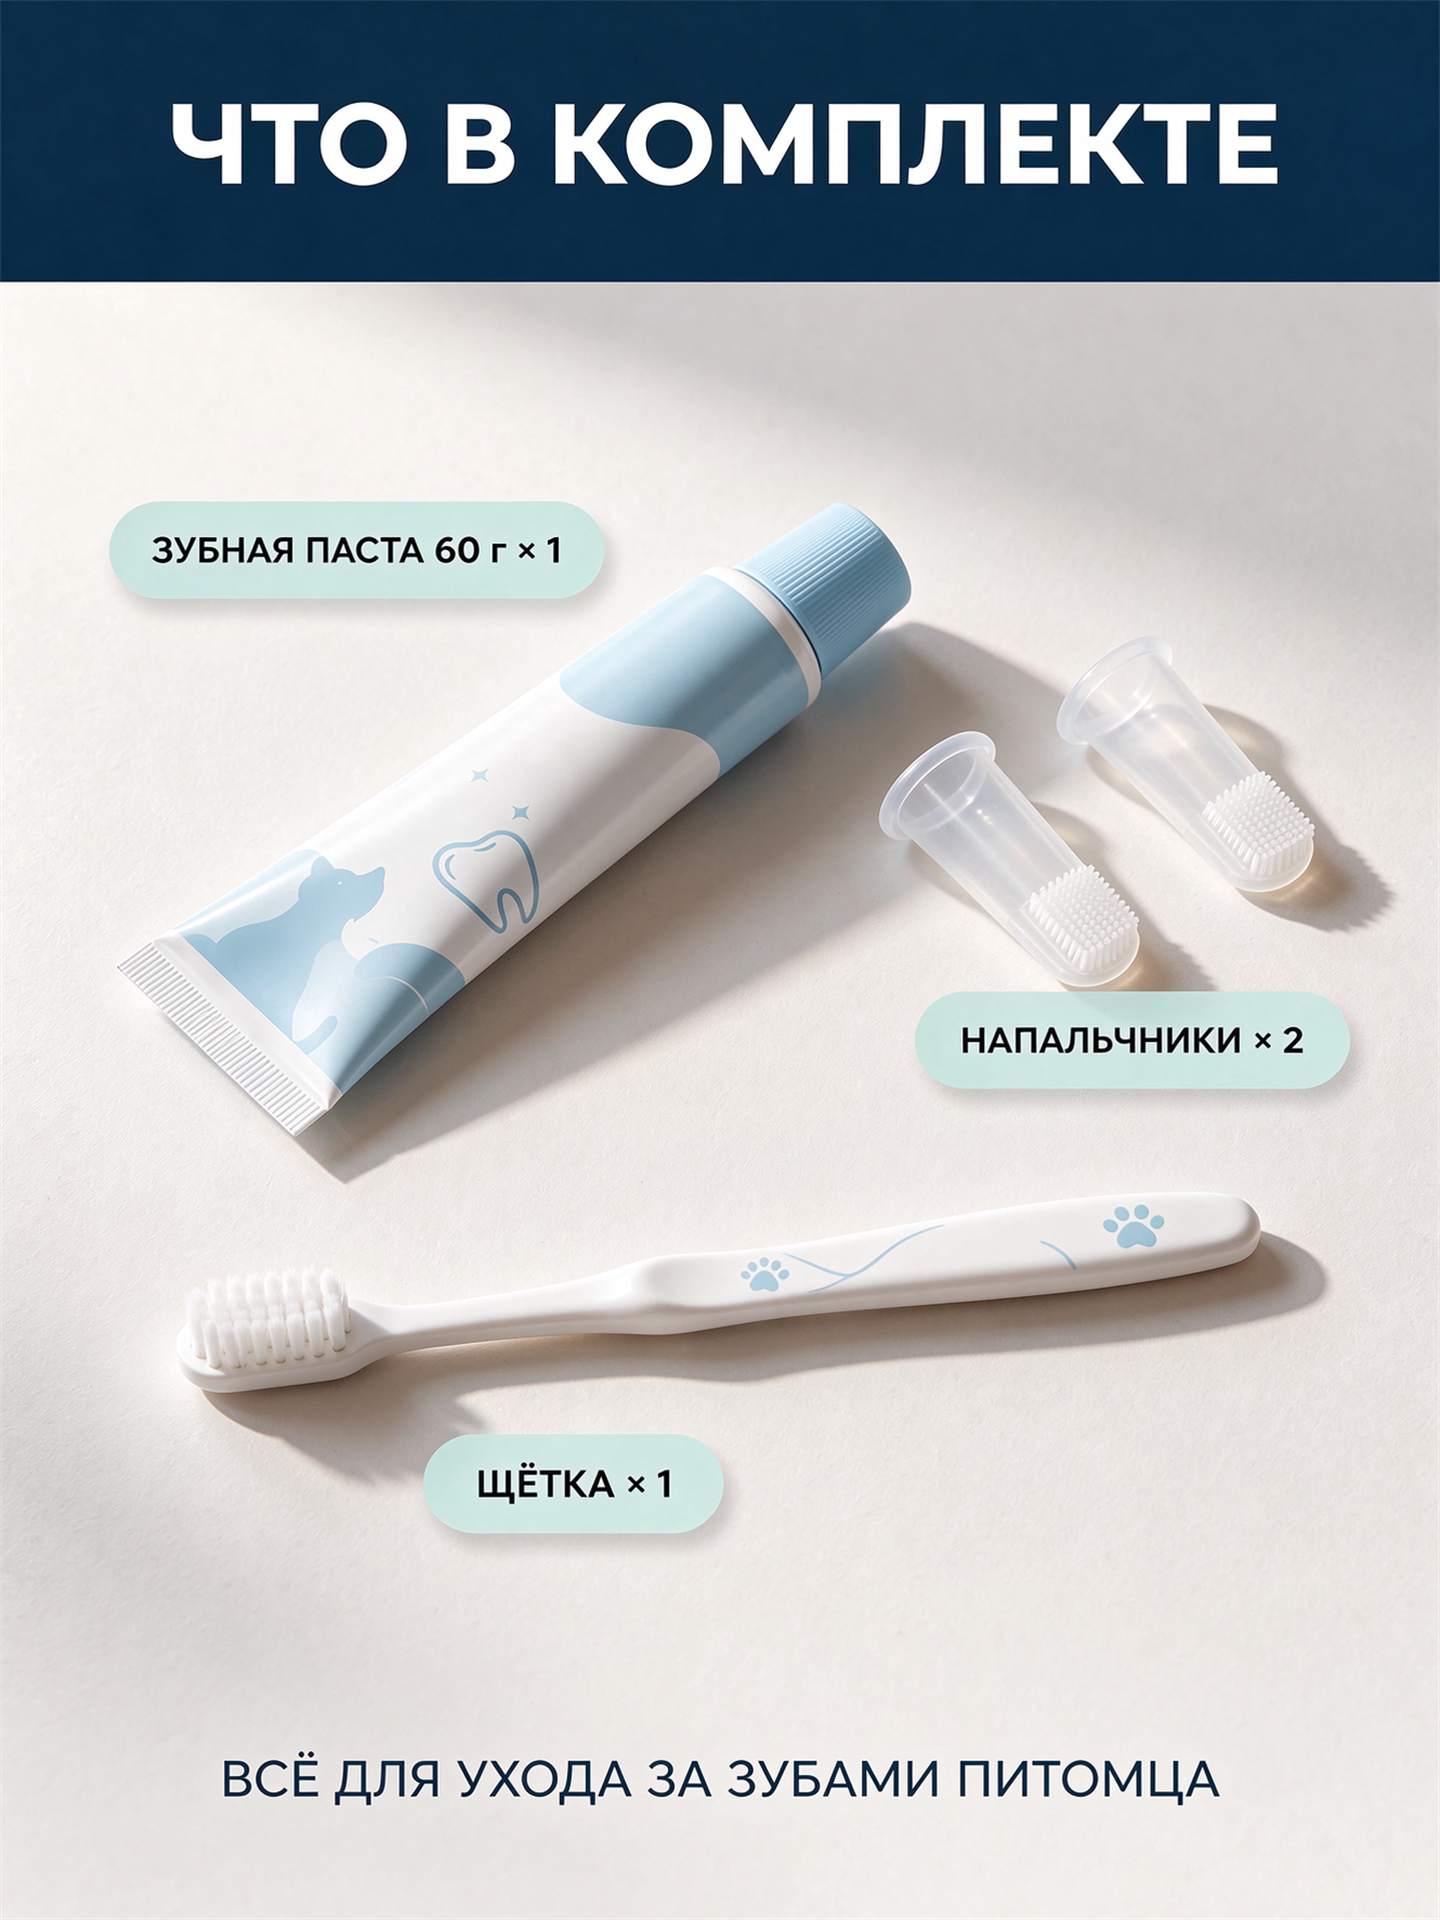 ЧТО В КОМПЛЕКТЕ
ЗУБНАЯ ПАСТА 60 г × 1
НАПАЛЬЧНИКИ × 2
ЩЁТКА × 1
ВСЁ ДЛЯ УХОДА ЗА ЗУБАМИ ПИТОМЦА